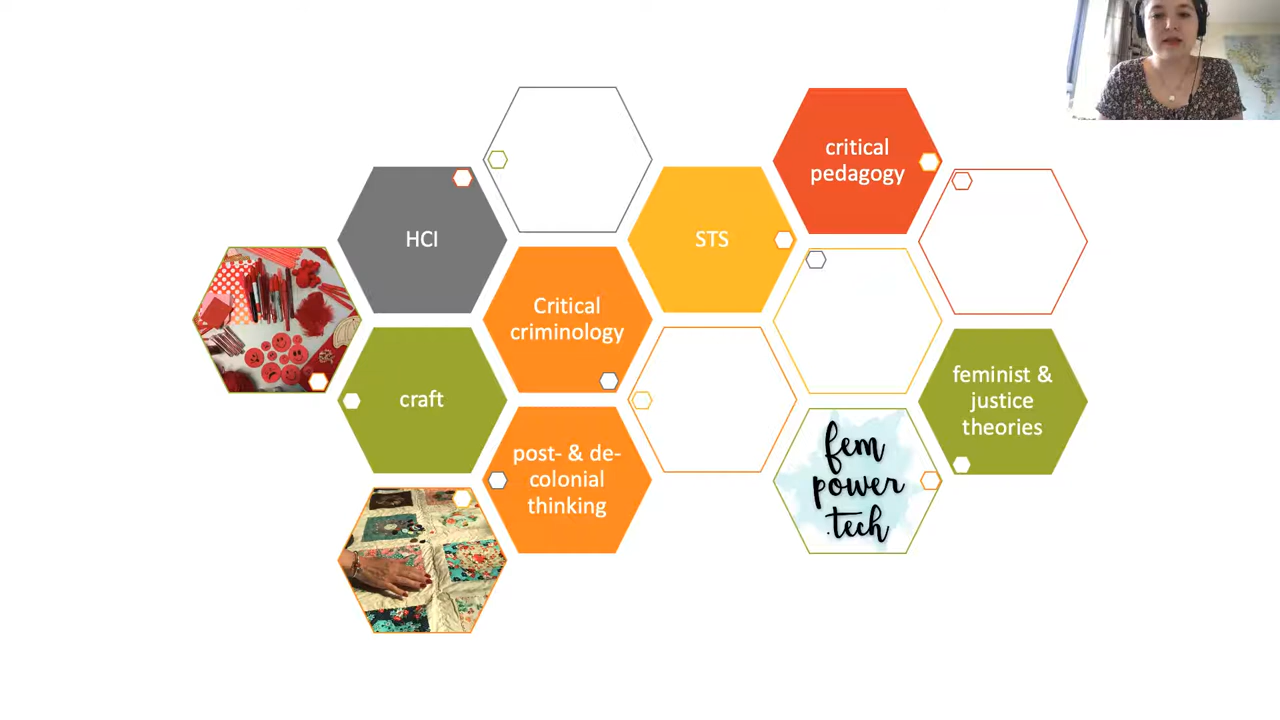 critical
pedagogy
HCI
STS
Critical
criminology
craft
feminist &
justice
theories
post- & de-
colonial
thinking
fem
power
.tech